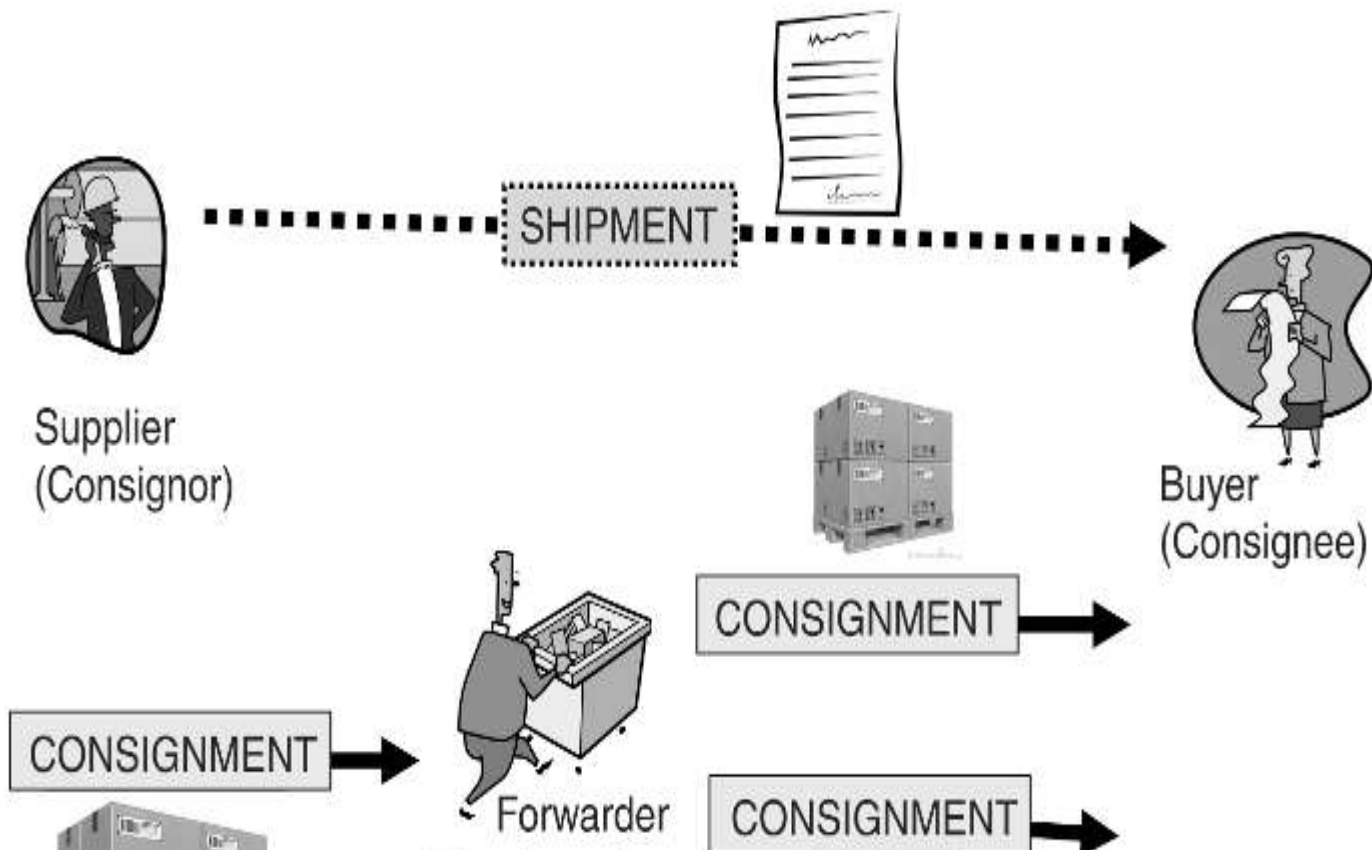 SHIPMENT
Supplier
(Consignor)
Buyer
(Consignee)
CONSIGNMENT
CONSIGNMENT
Forwarder
CONSIGNMENT